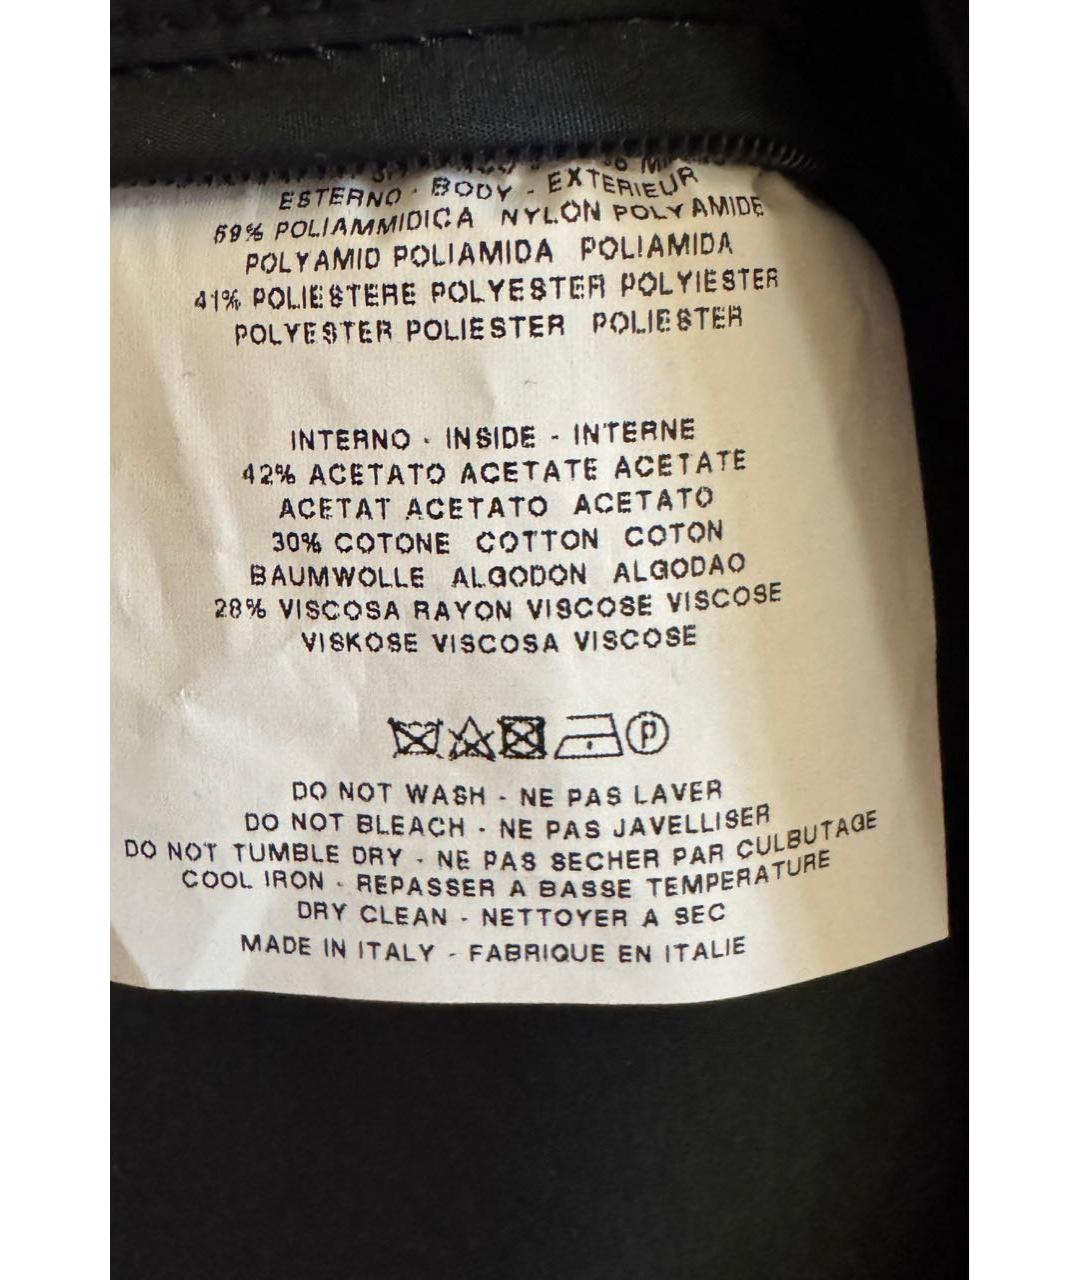 ESTERNO - BODY - EXTERIEUR
59% POLIAMMIDICA NYLON POLYAMIDE
POLYAMID POLIAMIDA POLIAMIDA
41% POLIESTERE POLYESTER POLYIESTER
POLYESTER POLIESTER POLIESTER
INTERNO - INSIDE - INTERNE
42% ACETATO ACETATE ACETATE
ACETAT ACETATO ACETATO
30% COTONE COTTON COTON
BAUMWOLLE ALGODON ALGODAO
28% VISCOSA RAYON VISCOSE VISCOSE
VISKOSE VISCOSA VISCOSE
P
DO NOT WASH - NE PAS LAVER
DO NOT BLEACH - NE PAS JAVELLISER
DO NOT TUMBLE DRY - NE PAS SECHER PAR CULBUTAGE
COOL IRON - REPASSER A BASSE TEMPERATURE
DRY CLEAN - NETTOYER A SEC
MADE IN ITALY - FABRIQUE EN ITALIE